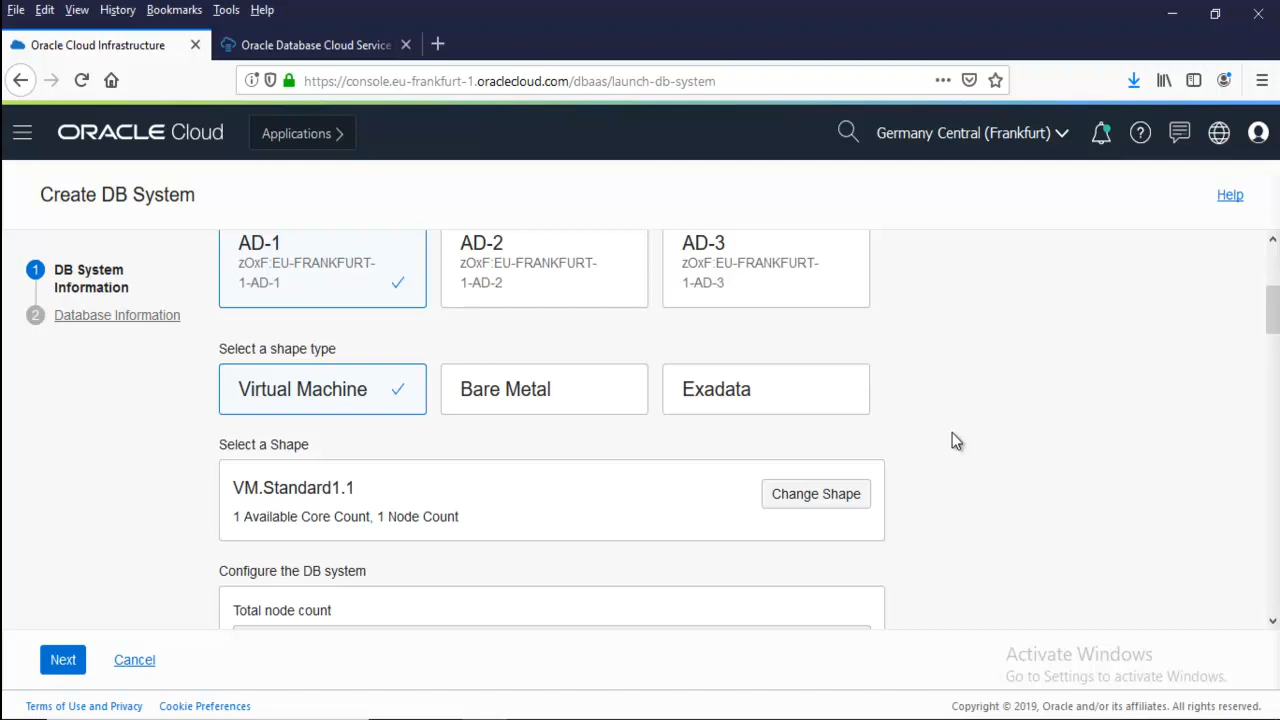 File Edit View History Bookmarks Tools Help
Oracle Cloud Infrastructure
Oracle Database Cloud Service
https://console.eu-frankfurt-1.oraclecloud.com/dbaas/launch-db-system
ORACLE Cloud
Applications
Germany Central (Frankfurt)
Create DB System
Help
1 DB System
Information
2 Database Information
AD-1
zOxF:EU-FRANKFURT-
1-AD-1
AD-2
zOxF:EU-FRANKFURT-
1-AD-2
AD-3
zOxF:EU-FRANKFURT-
1-AD-3
Select a shape type
Virtual Machine
Bare Metal
Exadata
Select a Shape
VM.Standard1.1
1 Available Core Count, 1 Node Count
Change Shape
Configure the DB system
Total node count
Next
Cancel
Activate Windows
Go to Settings to activate Windows.
Terms of Use and Privacy
Cookie Preferences
Copyright © 2019, Oracle and/or its affiliates. All rights reserved.